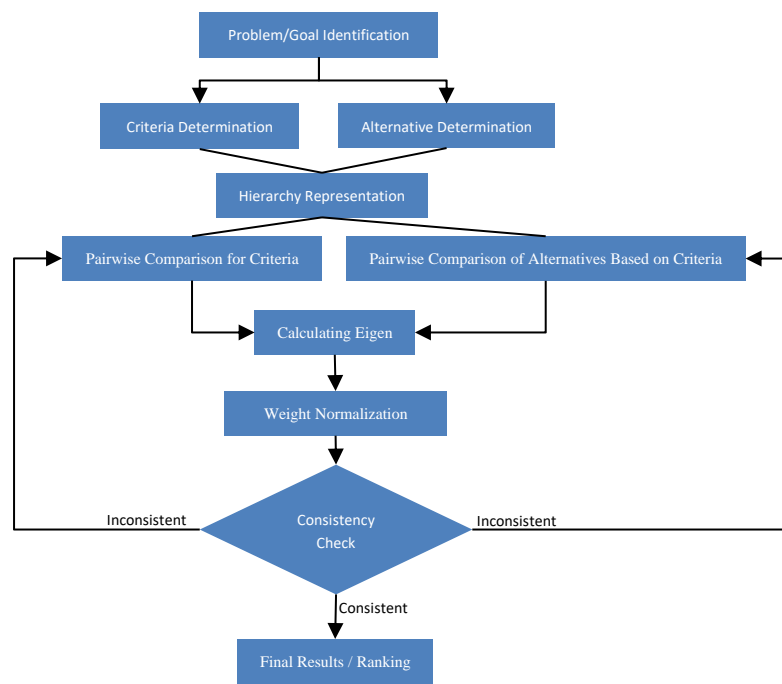 Problem/Goal Identification
Criteria Determination
Alternative Determination
Hierarchy Representation
Pairwise Comparison for Criteria
Pairwise Comparison of Alternatives Based on Criteria
Calculating Eigen
Weight Normalization
Inconsistent
Consistency
Check
Inconsistent
Consistent
Final Results / Ranking